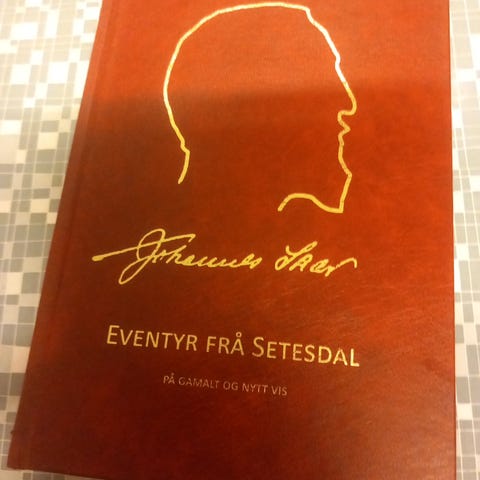 Johannes Skar
EVENTYR FRÅ SETESDAL
PÅ GAMALT OG NYTT VIS